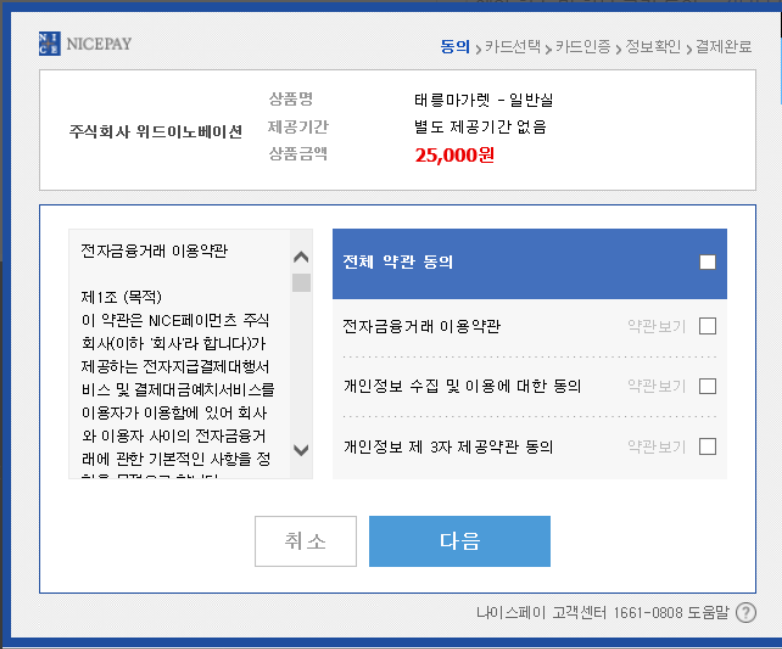 NICE NICEPAY
동의 > 카드선택 > 카드인증 > 정보확인 > 결제완료
주식회사 위드이노베이션
상품명 태릉마가렛 - 일반실
제공기간 별도 제공기간 없음
상품금액 25,000원
전자금융거래 이용약관
제1조 (목적)
이 약관은 NICE페이먼츠 주식
회사(이하 '회사'라 합니다)가
제공하는 전자지급결제대행서
비스 및 결제대금예치서비스를
이용자가 이용함에 있어 회사
와 이용자 사이의 전자금융거
래에 관한 기본적인 사항을 정
전체 약관 동의
전자금융거래 이용약관 약관보기
개인정보 수집 및 이용에 대한 동의 약관보기
개인정보 제 3자 제공약관 동의 약관보기
취소
다음
나이스페이 고객센터 1661-0808 도움말 ?